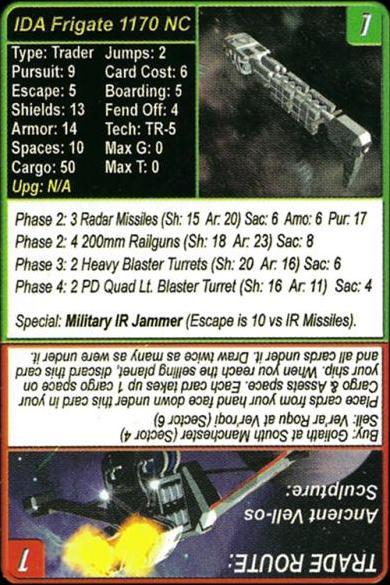 IDA Frigate 1170 NC
1
Type: Trader Jumps: 2
Pursuit: 9 Card Cost: 6
Escape: 5 Boarding: 5
Shields: 13 Fend Off: 4
Armor: 14 Tech: TR-5
Spaces: 10 Max G: 0
Cargo: 50 Max T: 0
Upg: N/A
Phase 2: 3 Radar Missiles (Sh: 15 Ar: 20) Sac: 6 Amo: 6 Pur: 17
Phase 2: 4 200mm Railguns (Sh: 18 Ar: 23) Sac: 8
Phase 3: 2 Heavy Blaster Turrets (Sh: 20 Ar: 16) Sac: 6
Phase 4: 2 PD Quad Lt. Blaster Turret (Sh: 16 Ar: 11) Sac: 4
Special: Military IR Jammer (Escape is 10 vs IR Missiles).
TRADE ROUTE:
1
Ancient Vell-os
Sculpture:
Buy: Goliath at South Manchester (Sector 4)
Sell: Ver'ar Roqu at Ver'roqi (Sector 6)
Place cards from your hand face down under this card in your
Cargo & Assets space. Each card takes up 1 cargo space on
your ship. When you reach the selling planet, discard this card
and all cards under it. Draw twice as many as were under it.